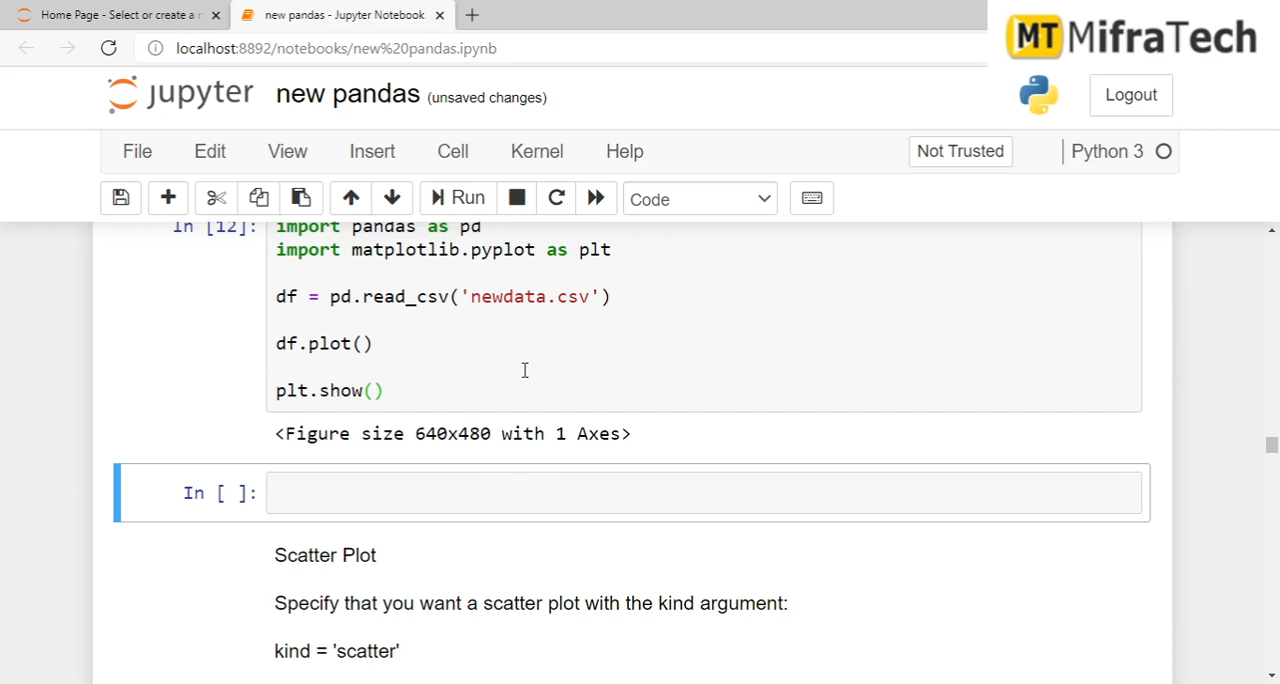 Home Page - Select or create a n
new pandas - Jupyter Notebook
localhost:8892/notebooks/new%20pandas.ipynb
MT MifraTech
jupyter new pandas (unsaved changes)
Logout
File Edit View Insert Cell Kernel Help
Not Trusted
Python 3
Run
Code
In [12]: import pandas as pd
import matplotlib.pyplot as plt
df = pd.read_csv('newdata.csv')
df.plot()
plt.show()
<Figure size 640x480 with 1 Axes>
In [ ]:
Scatter Plot
Specify that you want a scatter plot with the kind argument:
kind = 'scatter'